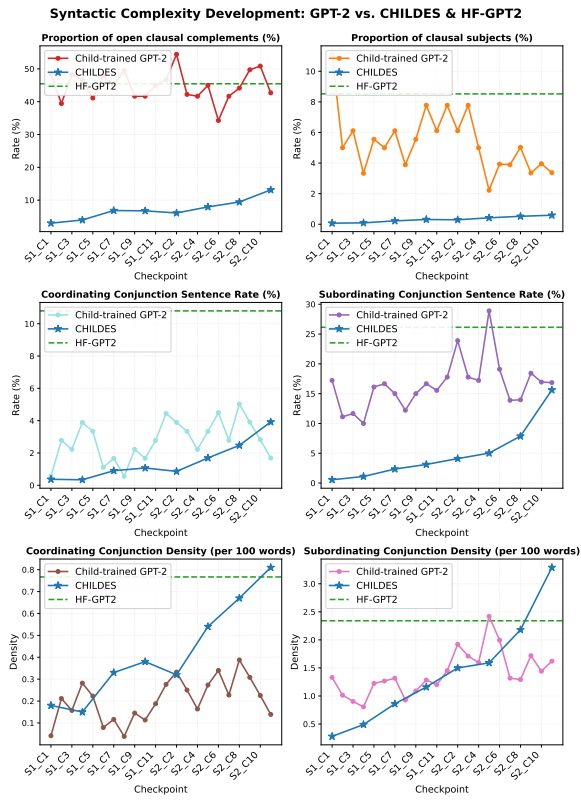 Syntactic Complexity Development: GPT-2 vs. CHILDES & HF-GPT2
Proportion of open clausal complements (%)
Child-trained GPT-2
CHILDES
HF-GPT2
Rate (%)
50
40
30
20
10
S1_C1
S1_C3
S1_C5
S1_C7
S1_C9
S1_C11
S2_C2
S2_C4
S2_C6
S2_C8
S2_C10
Checkpoint
Proportion of clausal subjects (%)
Child-trained GPT-2
CHILDES
HF-GPT2
Rate (%)
10
8
6
4
2
0
S1_C1
S1_C3
S1_C5
S1_C7
S1_C9
S1_C11
S2_C2
S2_C4
S2_C6
S2_C8
S2_C10
Checkpoint
Coordinating Conjunction Sentence Rate (%)
Child-trained GPT-2
CHILDES
HF-GPT2
Rate (%)
10
8
6
4
2
0
S1_C1
S1_C3
S1_C5
S1_C7
S1_C9
S1_C11
S2_C2
S2_C4
S2_C6
S2_C8
S2_C10
Checkpoint
Subordinating Conjunction Sentence Rate (%)
Child-trained GPT-2
CHILDES
HF-GPT2
Rate (%)
30
25
20
15
10
5
0
S1_C1
S1_C3
S1_C5
S1_C7
S1_C9
S1_C11
S2_C2
S2_C4
S2_C6
S2_C8
S2_C10
Checkpoint
Coordinating Conjunction Density (per 100 words)
Child-trained GPT-2
CHILDES
HF-GPT2
Density
0.8
0.7
0.6
0.5
0.4
0.3
0.2
0.1
S1_C1
S1_C3
S1_C5
S1_C7
S1_C9
S1_C11
S2_C2
S2_C4
S2_C6
S2_C8
S2_C10
Checkpoint
Subordinating Conjunction Density (per 100 words)
Child-trained GPT-2
CHILDES
HF-GPT2
Density
3.0
2.5
2.0
1.5
1.0
0.5
S1_C1
S1_C3
S1_C5
S1_C7
S1_C9
S1_C11
S2_C2
S2_C4
S2_C6
S2_C8
S2_C10
Checkpoint